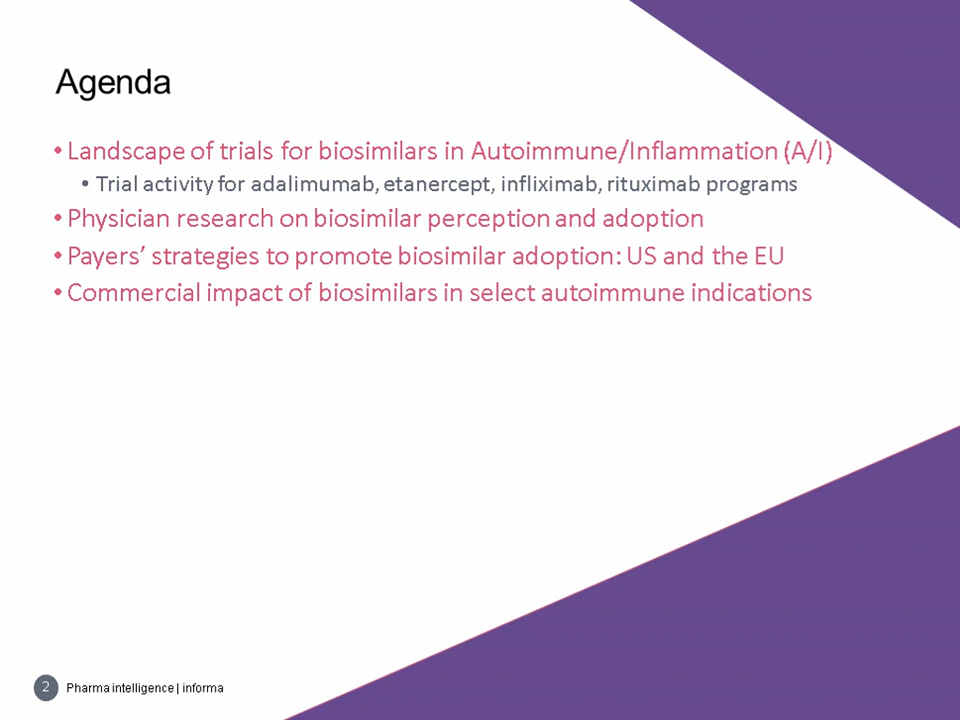 Agenda
• Landscape of trials for biosimilars in Autoimmune/Inflammation (A/I)
• Trial activity for adalimumab, etanercept, infliximab, rituximab programs
• Physician research on biosimilar perception and adoption
• Payers’ strategies to promote biosimilar adoption: US and the EU
• Commercial impact of biosimilars in select autoimmune indications
2 Pharma intelligence | informa